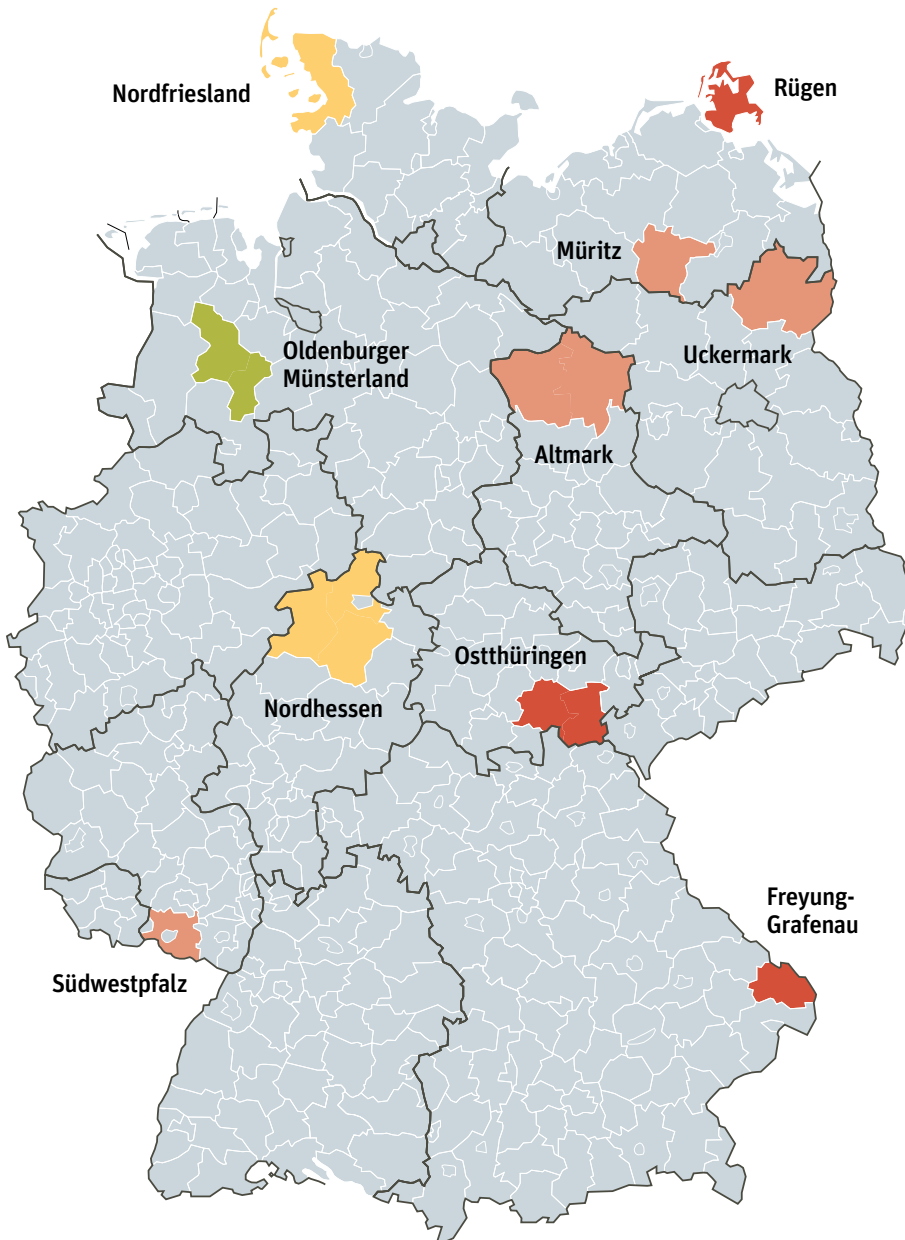 Nordfriesland
Rügen
Müritz
Uckermark
Oldenburger
Münsterland
Altmark
Ostthüringen
Nordhessen
Freyung-
Grafenau
Südwestpfalz